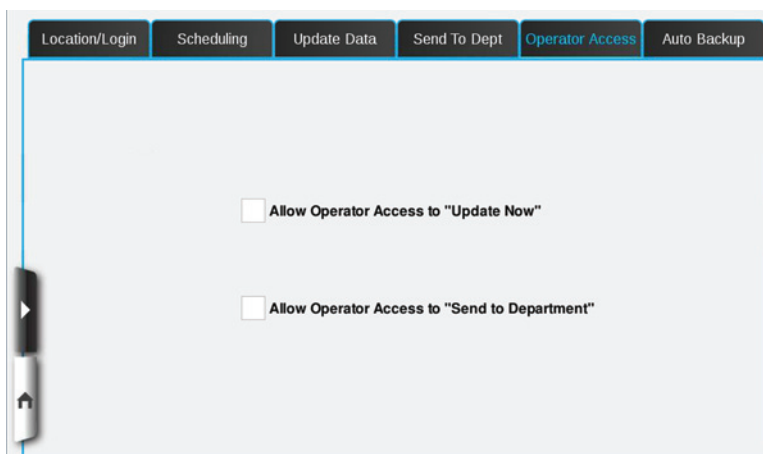 Location/Login Scheduling Update Data Send To Dept Operator Access Auto Backup
Allow Operator Access to "Update Now"
Allow Operator Access to "Send to Department"